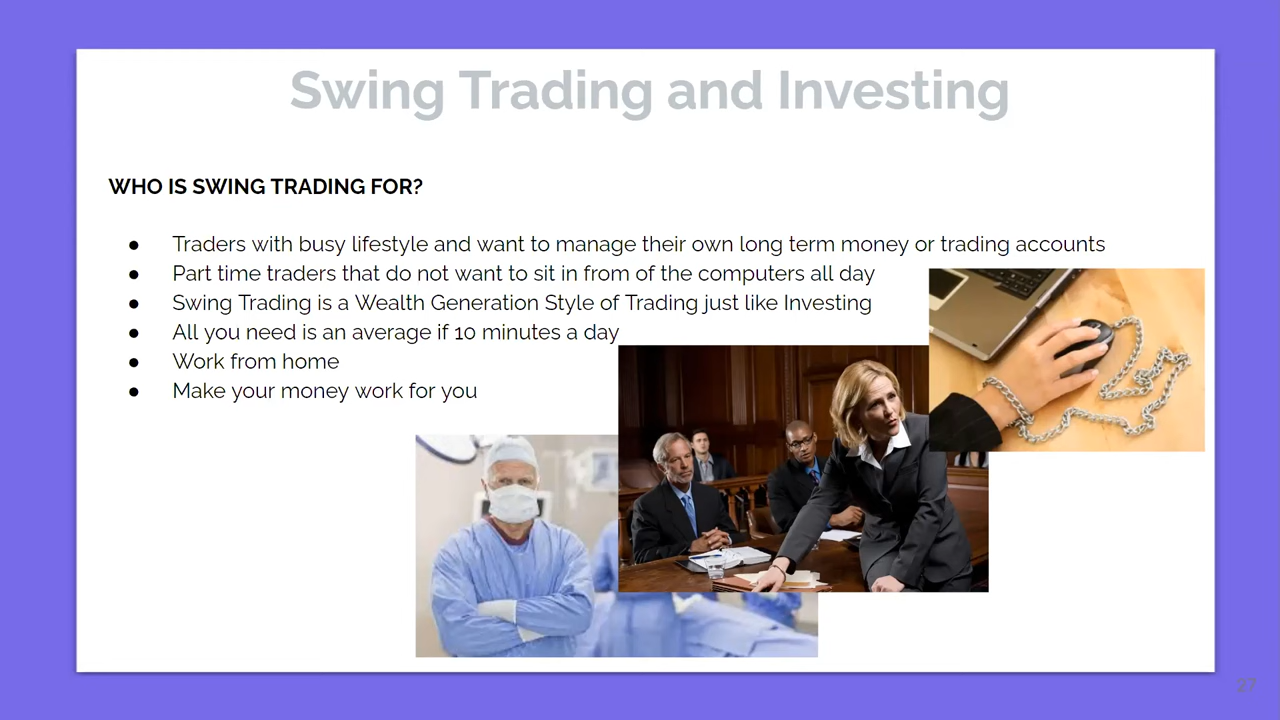 Swing Trading and Investing
WHO IS SWING TRADING FOR?
● Traders with busy lifestyle and want to manage their own long term money or trading accounts
● Part time traders that do not want to sit in from of the computers all day
● Swing Trading is a Wealth Generation Style of Trading just like Investing
● All you need is an average if 10 minutes a day
● Work from home
● Make your money work for you
27